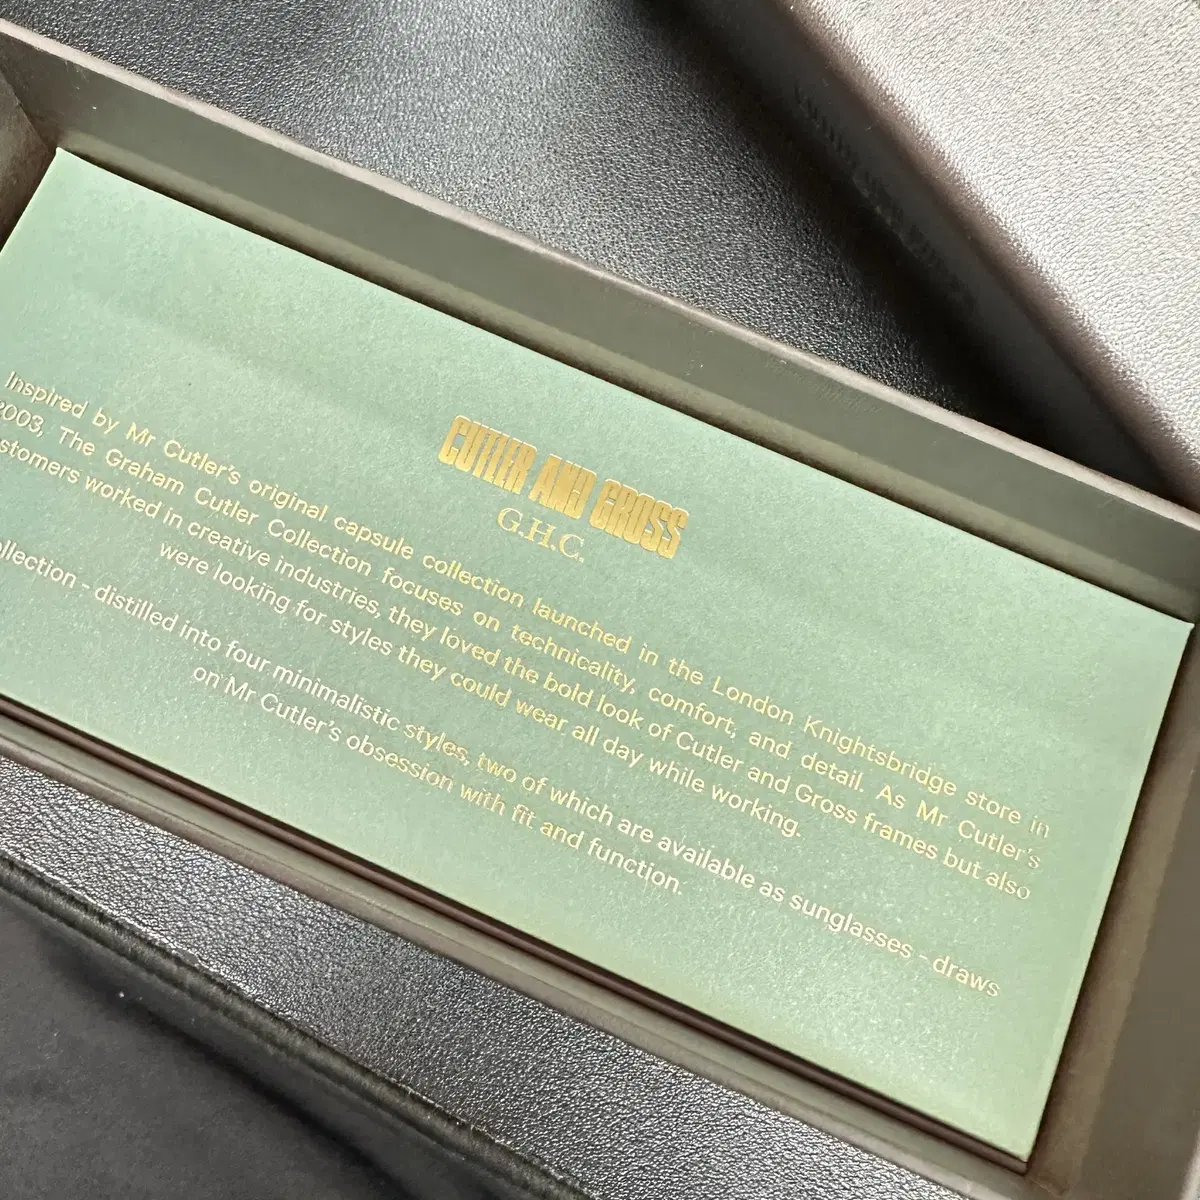 CUTLER AND GROSS
G.H.C.
Inspired by Mr Cutler's original capsule collection launched in the London Knightsbridge store in
2003, The Graham Cutler Collection focuses on technicality, comfort, and detail. As Mr Cutler's
stomers worked in creative industries, they loved the bold look of Cutler and Gross frames but also
were looking for styles they could wear all day while working.
ollection - distilled into four minimalistic styles, two of which are available as sunglasses - draws
on Mr Cutler's obsession with fit and function.